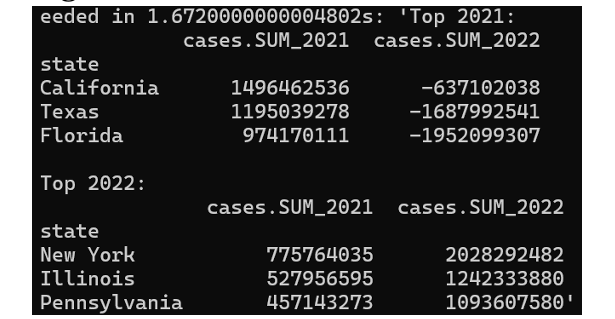 eeded in 1.6720000000004802s: 'Top 2021:
cases.SUM_2021 cases.SUM_2022
state
California 1496462536 -637102038
Texas 1195039278 -1687992541
Florida 974170111 -1952099307
Top 2022:
cases.SUM_2021 cases.SUM_2022
state
New York 775764035 2028292482
Illinois 527956595 1242333880
Pennsylvania 457143273 1093607580'